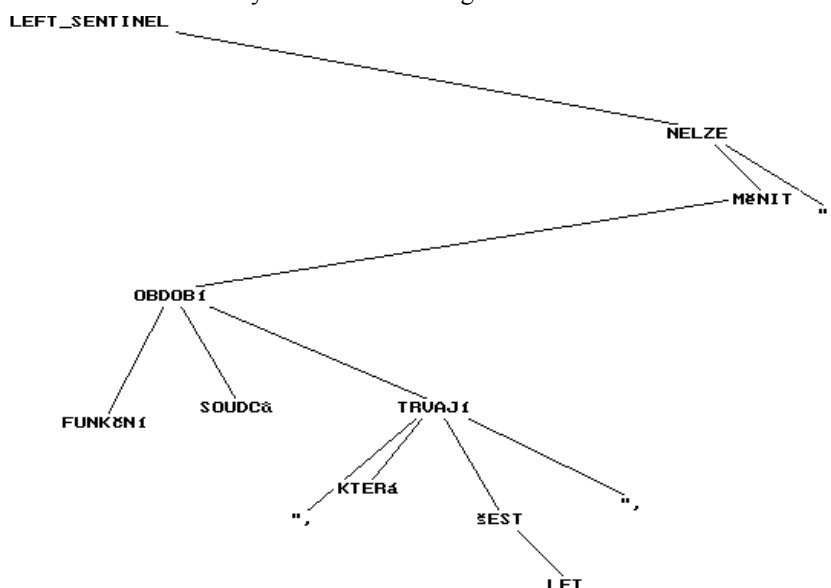 LEFT_SENTINEL
NELZE
MěNIT
"
OBDOBí
FUNKčNí
SOUDCů
TRVAJí
KTERá
",
",
šEST
LET